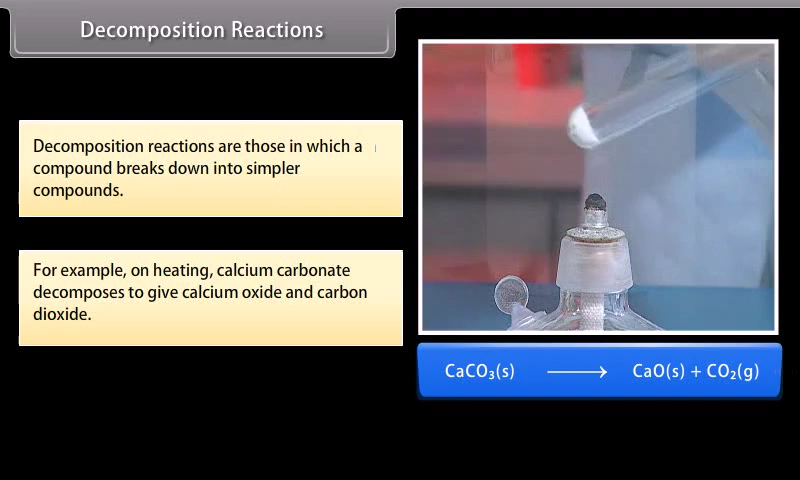 Decomposition Reactions
Decomposition reactions are those in which a
compound breaks down into simpler
compounds.
For example, on heating, calcium carbonate
decomposes to give calcium oxide and carbon
dioxide.
CaCO₃(s) ⟶ CaO(s) + CO₂(g)